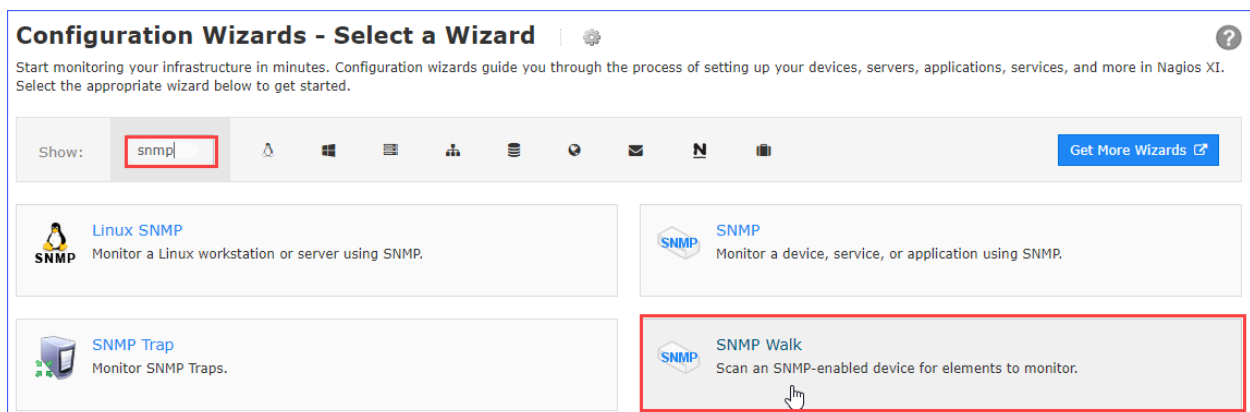 Configuration Wizards - Select a Wizard
Start monitoring your infrastructure in minutes. Configuration wizards guide you through the process of setting up your devices, servers, applications, services, and more in Nagios XI.
Select the appropriate wizard below to get started.
Show:
snmp
N
Get More Wizards
SNMP
Linux SNMP
Monitor a Linux workstation or server using SNMP.
SNMP
SNMP
Monitor a device, service, or application using SNMP.
SNMP Trap
Monitor SNMP Traps.
SNMP
SNMP Walk
Scan an SNMP-enabled device for elements to monitor.